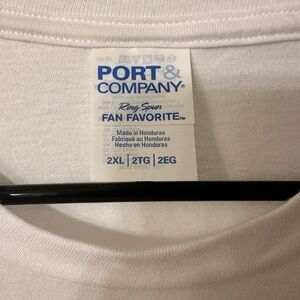 PORT &
COMPANY®
Ring Spun
FAN FAVORITE™
Made in Honduras
Fabriqué au Honduras
Hecho en Honduras
2XL | 2TG | 2EG